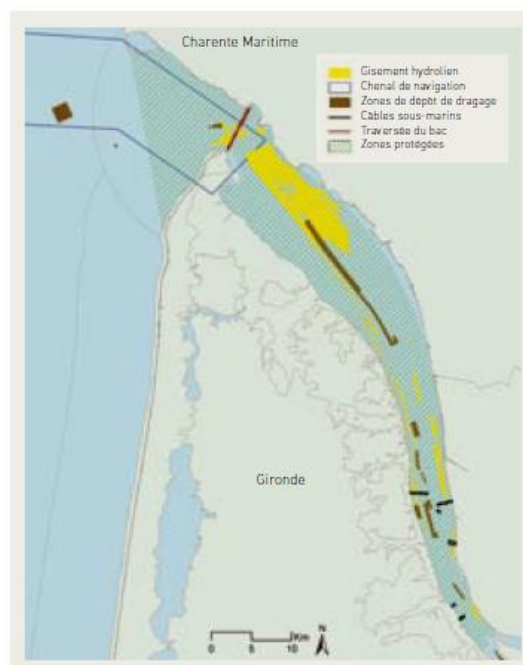 Charente Maritime
Gisement hydrolien
Chenal de navigation
Zones de dépôt de dragage
Câbles sous-marins
Traversée du bac
Zones protégées
Gironde
0 5 10 Km
N